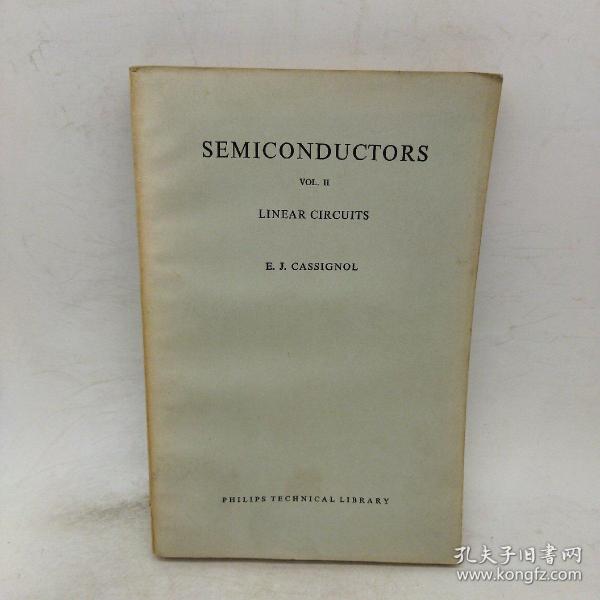 SEMICONDUCTORS
VOL. II
LINEAR CIRCUITS
E. J. CASSIGNOL
PHILIPS TECHNICAL LIBRARY
孔夫子旧书网
www.kongfz.com